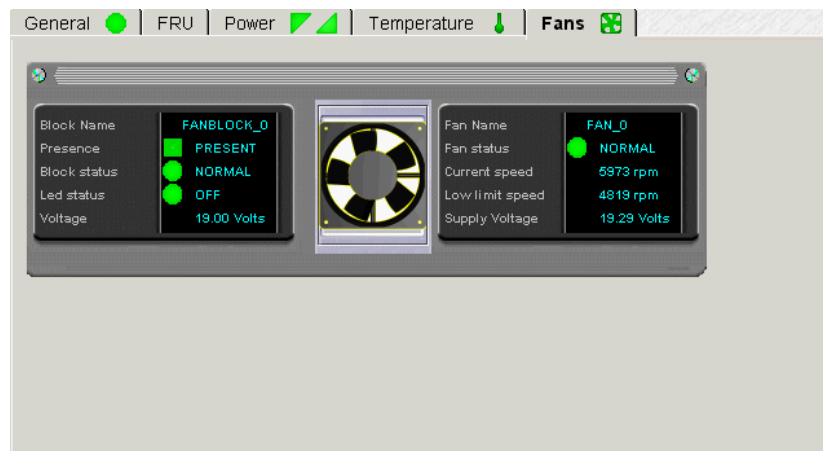 General FRU Power Temperature Fans
Block Name FANBLOCK_0
Presence PRESENT
Block status NORMAL
Led status OFF
Voltage 19.00 Volts
Fan Name FAN_0
Fan status NORMAL
Current speed 5973 rpm
Low limit speed 4819 rpm
Supply Voltage 19.29 Volts